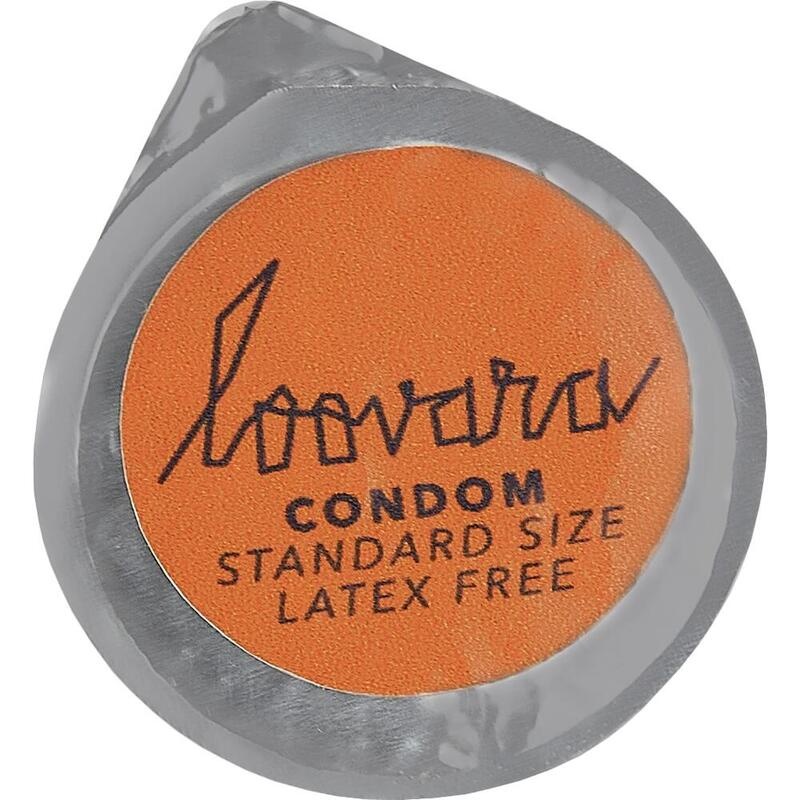 loovara
CONDOM
STANDARD SIZE
LATEX FREE